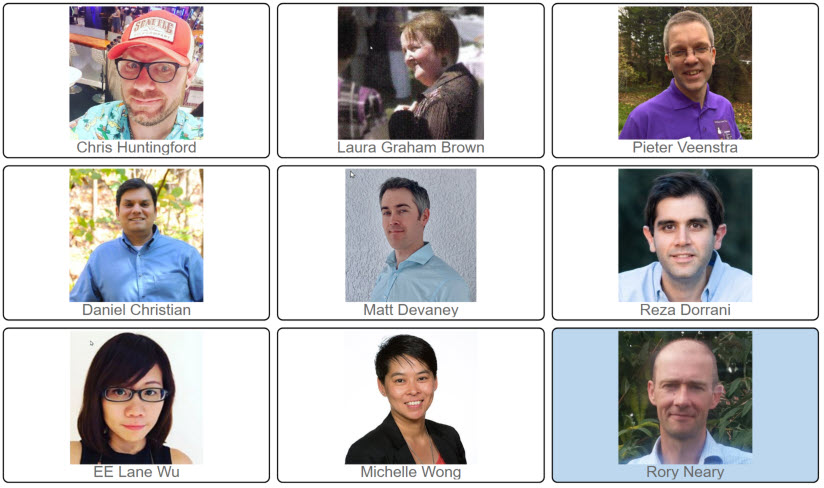 Chris Huntingford
Laura Graham Brown
Pieter Veenstra
Daniel Christian
Matt Devaney
Reza Dorrani
EE Lane Wu
Michelle Wong
Rory Neary